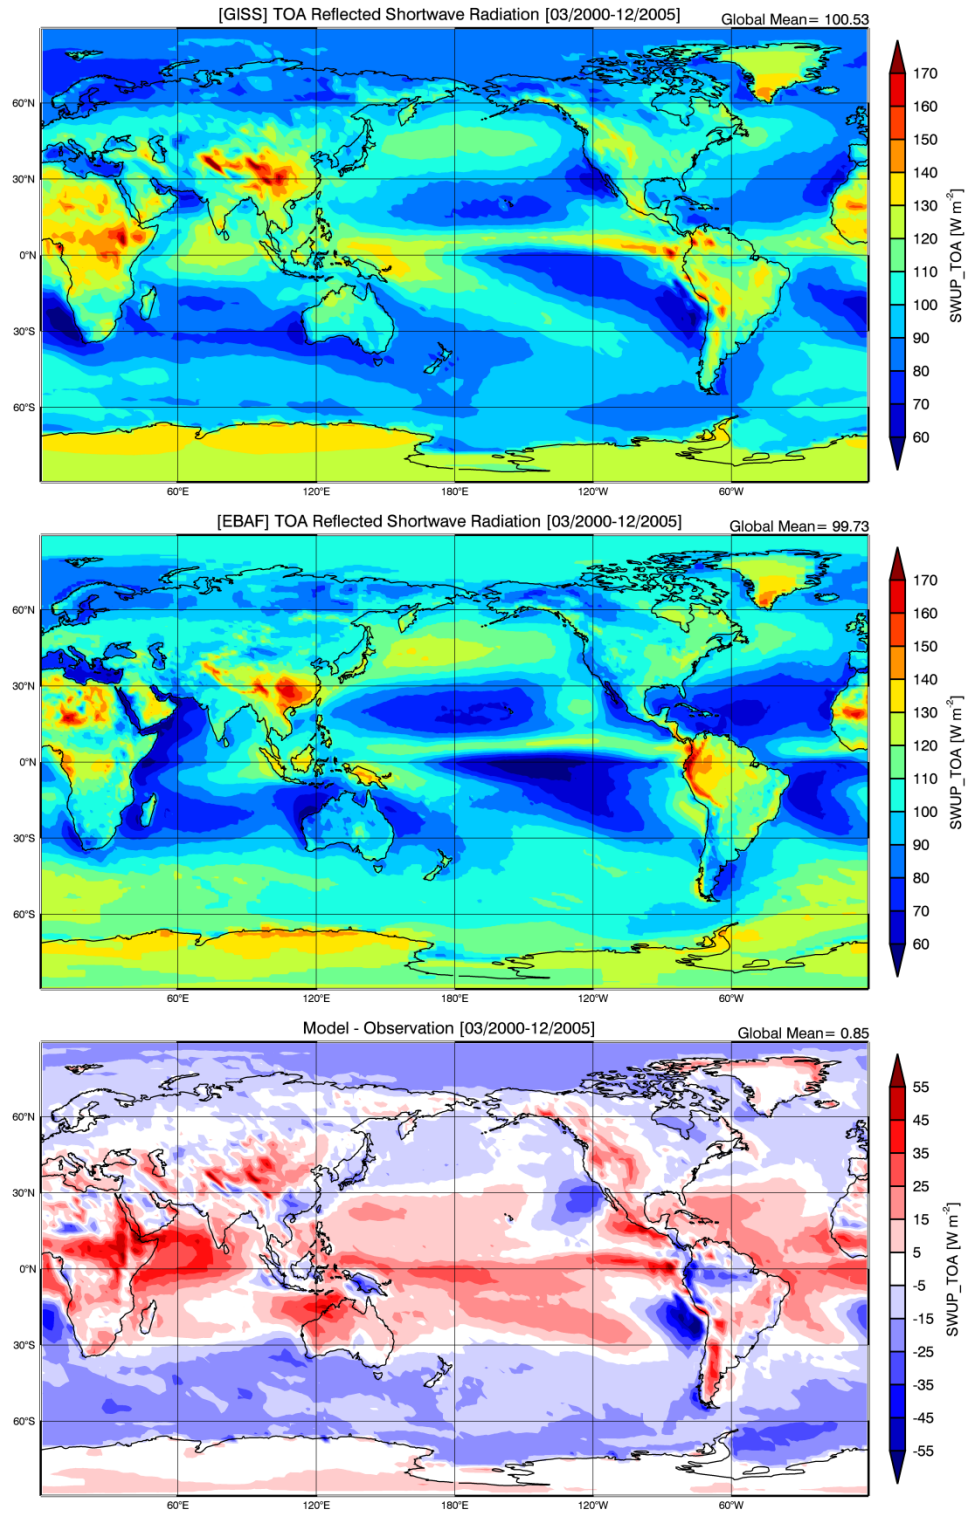 [GISS] TOA Reflected Shortwave Radiation [03/2000-12/2005] Global Mean= 100.53
60°N
30°N
0°N
30°S
60°S
60°E 120°E 180°E 120°W 60°W
170
160
150
140
130
120
110
100
90
80
70
60
SWUP_TOA [W m-2]
[EBAF] TOA Reflected Shortwave Radiation [03/2000-12/2005] Global Mean= 99.73
60°N
30°N
0°N
30°S
60°S
60°E 120°E 180°E 120°W 60°W
170
160
150
140
130
120
110
100
90
80
70
60
SWUP_TOA [W m-2]
Model - Observation [03/2000-12/2005] Global Mean= 0.85
60°N
30°N
0°N
30°S
60°S
60°E 120°E 180°E 120°W 60°W
55
45
35
25
15
5
-5
-15
-25
-35
-45
-55
SWUP_TOA [W m-2]